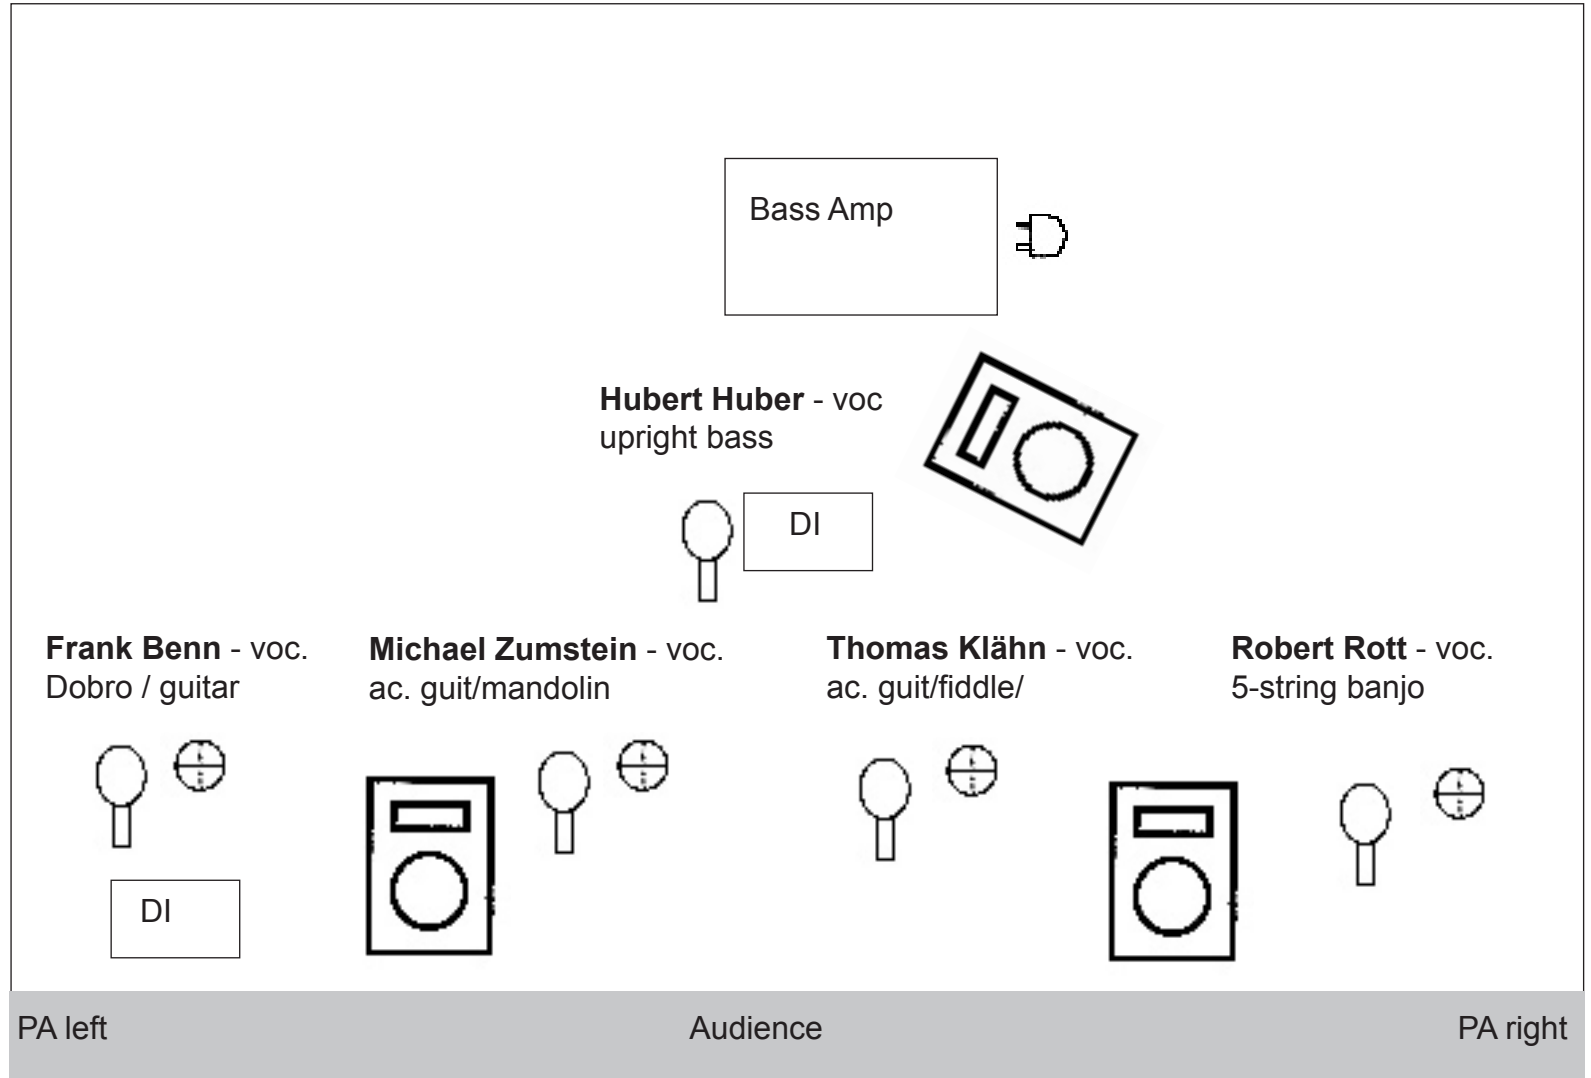 Bass Amp
Hubert Huber - voc
upright bass
DI
Frank Benn - voc.
Dobro / guitar
Michael Zumstein - voc.
ac. guit/mandolin
Thomas Klähn - voc.
ac. guit/fiddle/
Robert Rott - voc.
5-string banjo
DI
PA left
Audience
PA right